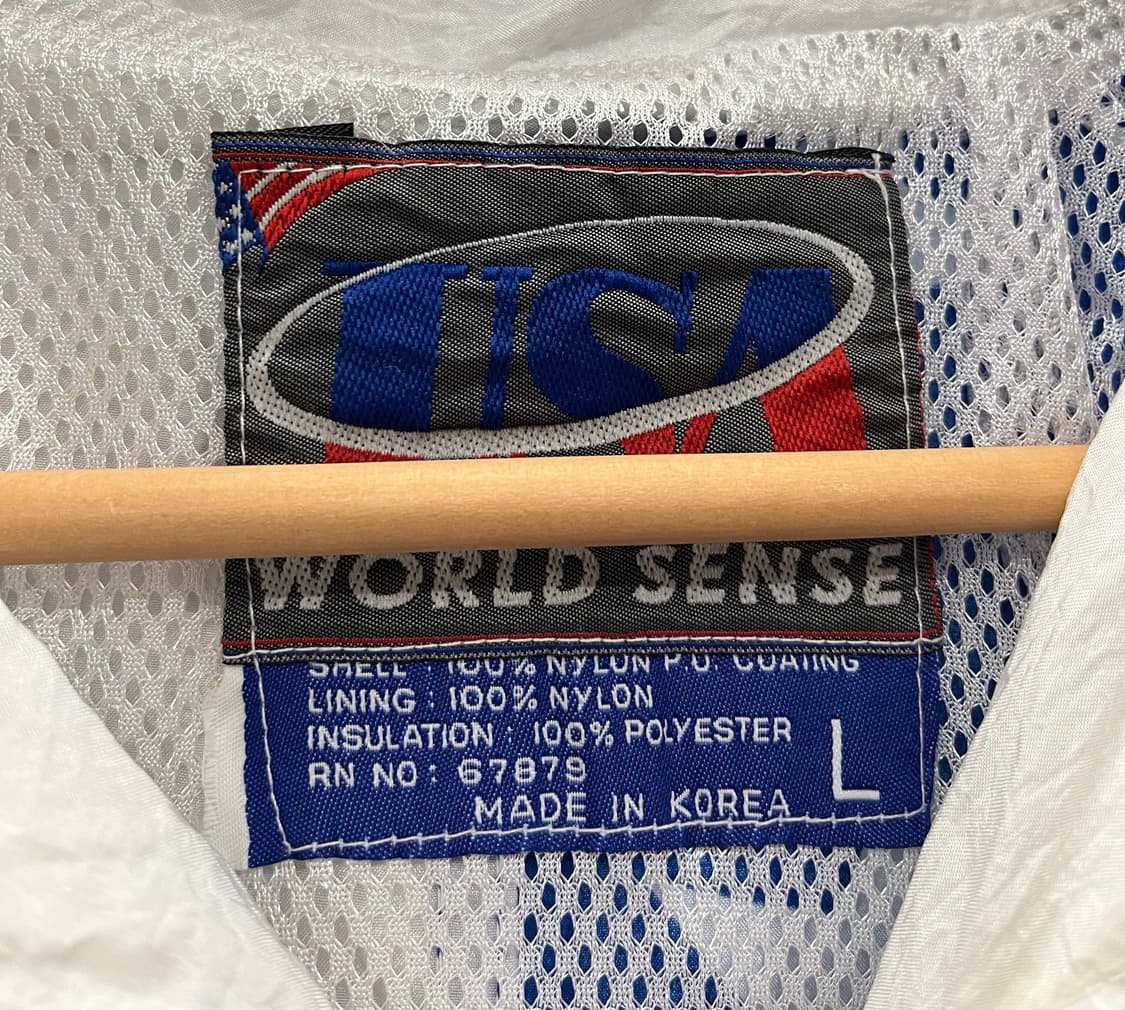 USA
WORLD SENSE
SHELL 100% NYLON P.U. COATING
LINING : 100% NYLON
INSULATION : 100% POLYESTER
RN NO : 67879
L
MADE IN KOREA